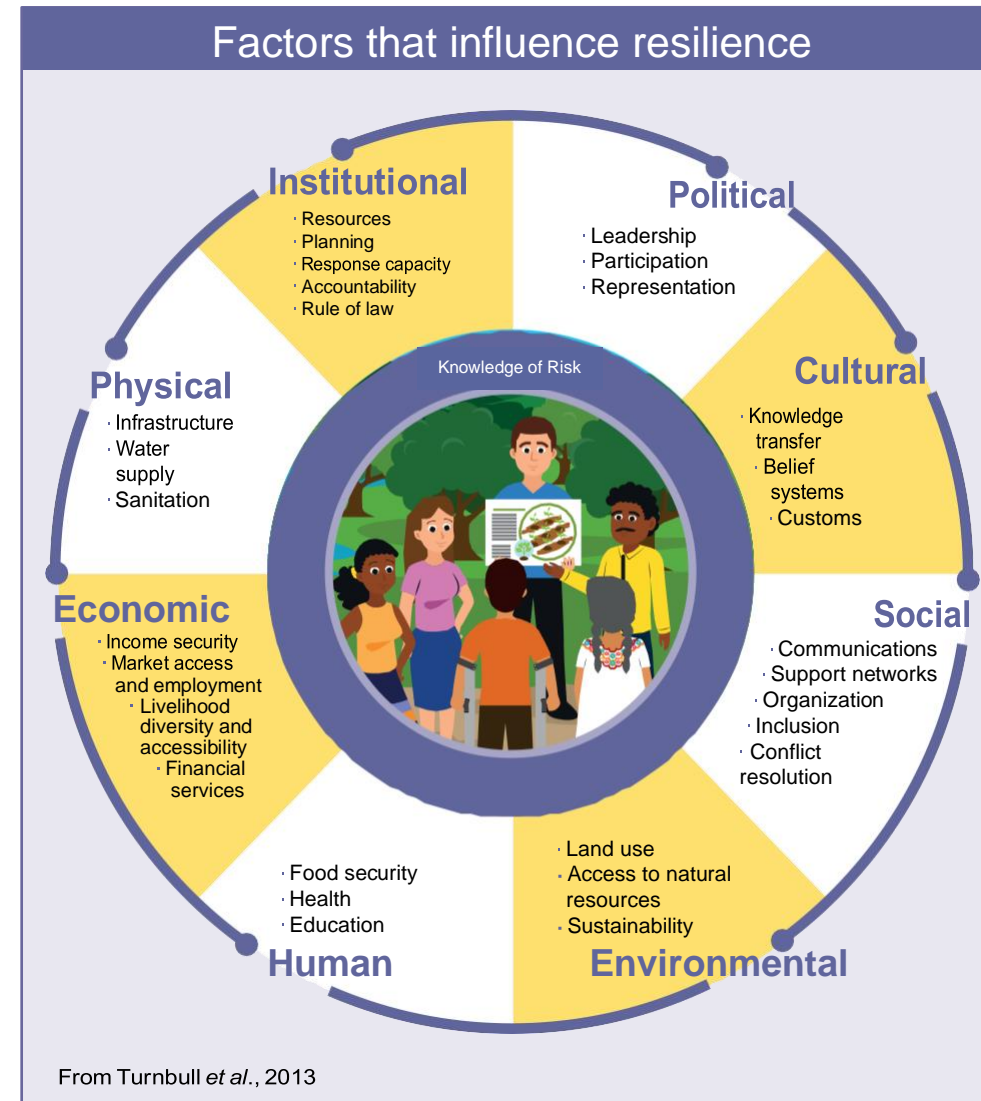 Factors that influence resilience
Institutional
· Resources
· Planning
· Response capacity
· Accountability
· Rule of law
Political
· Leadership
· Participation
· Representation
Knowledge of Risk
Physical
· Infrastructure
· Water
supply
· Sanitation
Cultural
· Knowledge
transfer
· Belief
systems
· Customs
Economic
· Income security
· Market access
and employment
· Livelihood
diversity and
accessibility
· Financial
services
Social
· Communications
· Support networks
· Organization
· Inclusion
· Conflict
resolution
· Food security
· Health
· Education
Human
· Land use
· Access to natural
resources
· Sustainability
Environmental
From Turnbull et al., 2013